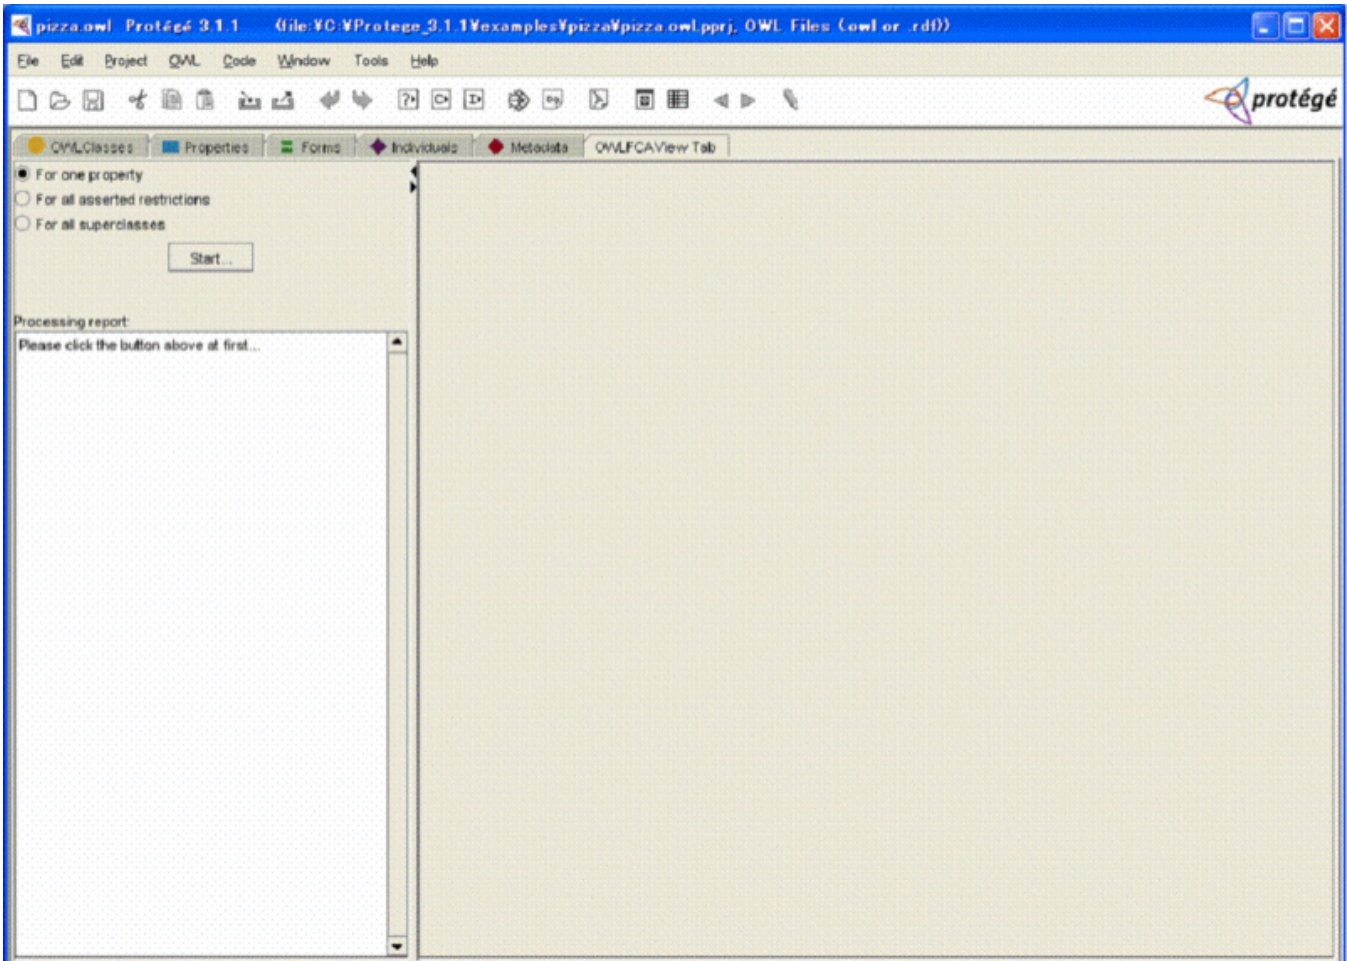 pizza.owl Protégé 3.1.1 (file:¥C:¥Protege_3.1.1¥examples¥pizza¥pizza.owl.pprj, OWL Files (.owl or .rdf))
File Edit Project OWL Code Window Tools Help
protégé
OWLClasses Properties Forms Individuals Metadata OWLFCAView Tab
For one property
For all asserted restrictions
For all superclasses
Start...
Processing report:
Please click the button above at first...